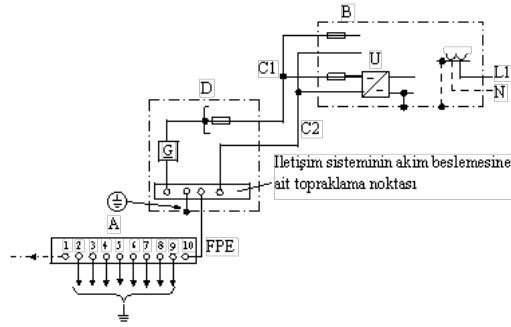 B
C1
U
L1
N
D
C2
G
İletişim sisteminin akim beslemesine
ait topraklama noktası
A
1 2 3 4 5 6 7 8 9 10
FPE